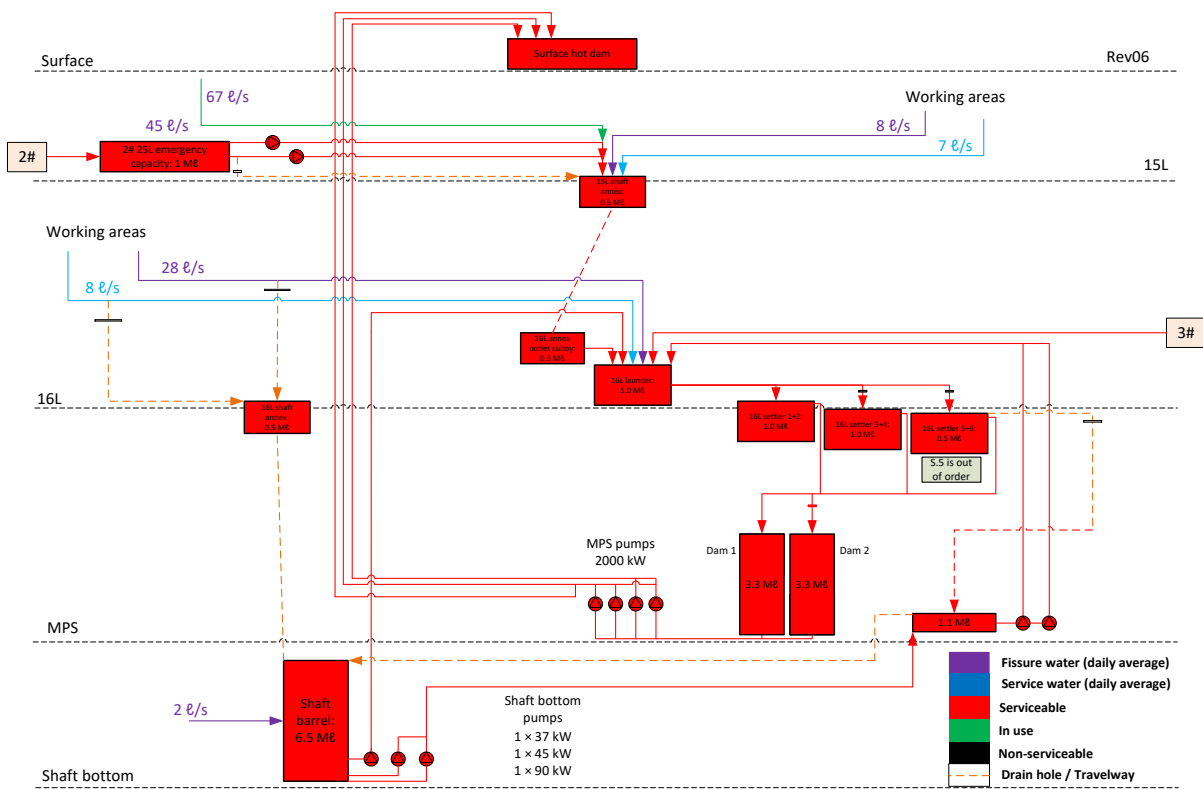 Surface hot dam
Surface
Rev06
67 ℓ/s
Working areas
45 ℓ/s
8 ℓ/s
2#
2# 25L emergency
capacity: 1 Mℓ
7 ℓ/s
15L
15L shaft
annex:
0.5 Mℓ
Working areas
28 ℓ/s
8 ℓ/s
3#
16L annex
outlet cubby:
0.5 Mℓ
16L launder:
1.0 Mℓ
16L
16L shaft
annex:
0.5 Mℓ
16L settler 1+2:
1.0 Mℓ
16L settler 3+4:
1.0 Mℓ
16L settler 5+6:
0.5 Mℓ
S.5 is out
of order
MPS pumps
2000 kW
Dam 1
Dam 2
3.3 Mℓ
3.3 Mℓ
1.1 Mℓ
MPS
Fissure water (daily average)
Service water (daily average)
Serviceable
In use
Non-serviceable
Drain hole / Travelway
Shaft
barrel:
6.5 Mℓ
2 ℓ/s
Shaft bottom
pumps
1 × 37 kW
1 × 45 kW
1 × 90 kW
Shaft bottom